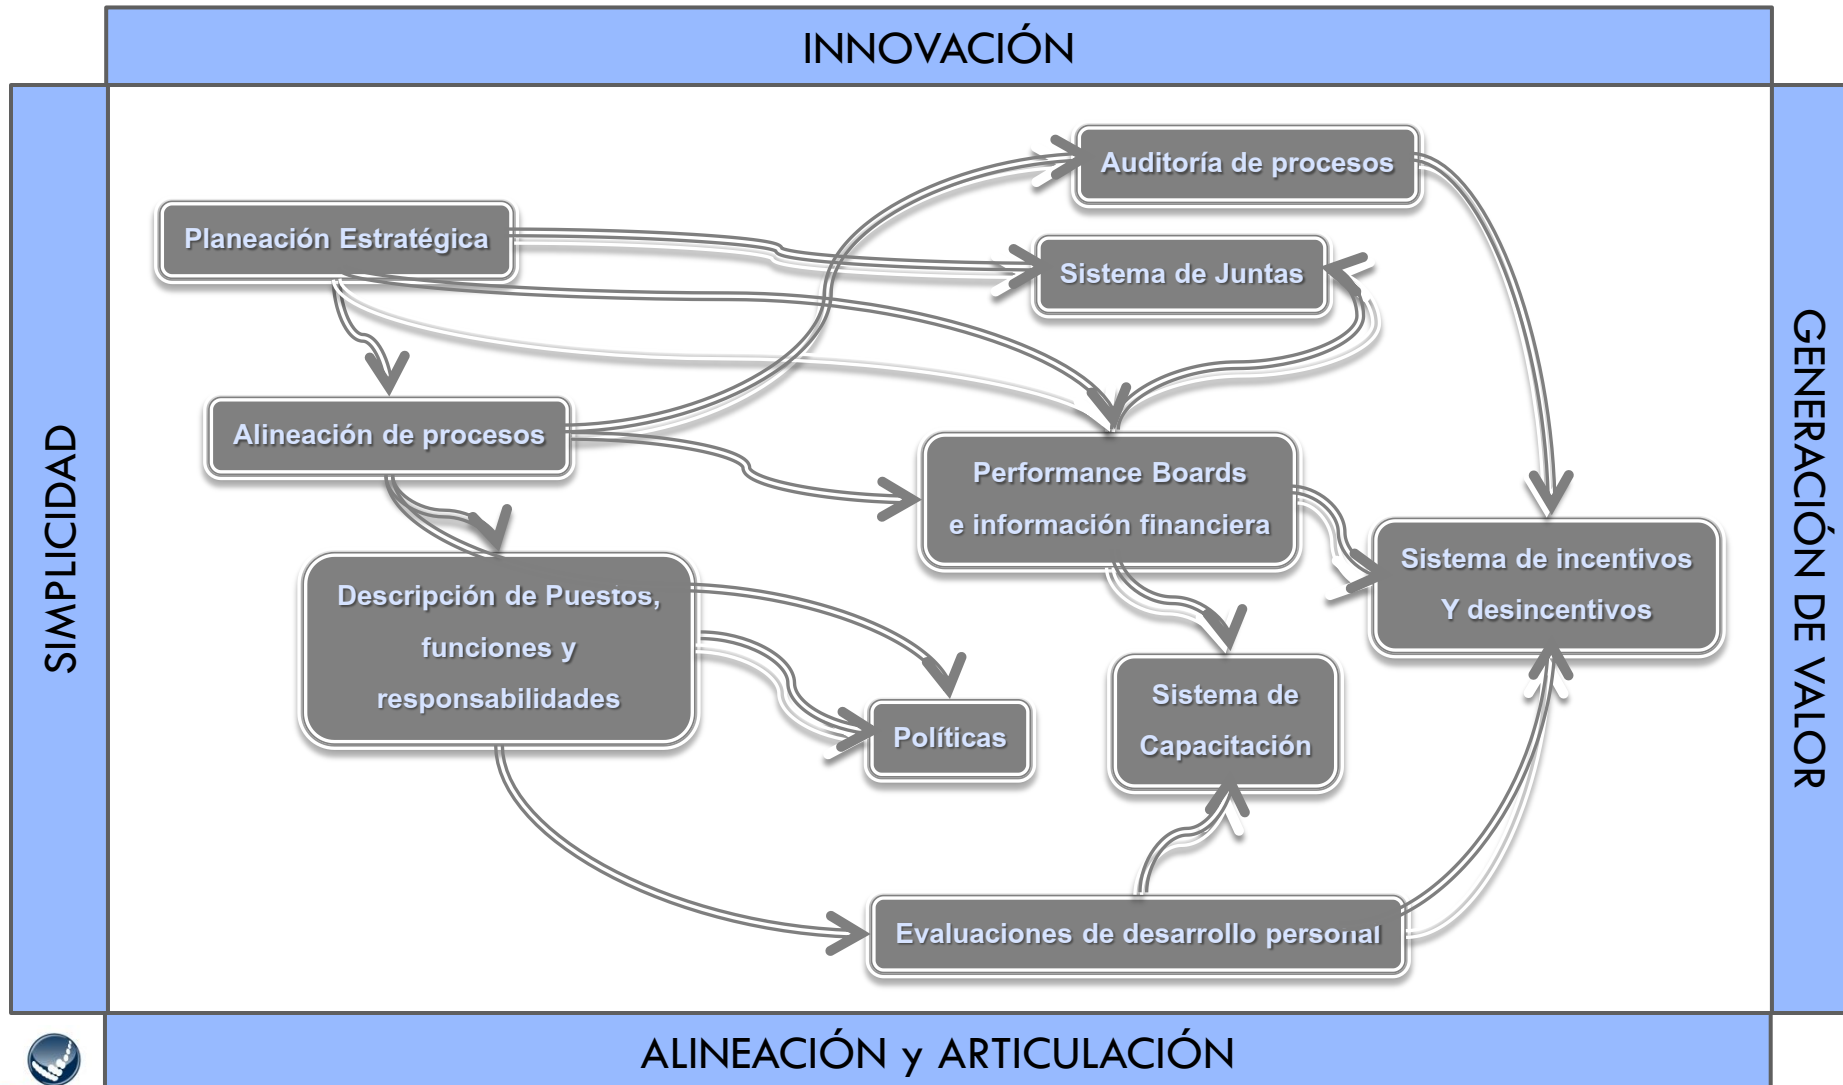 INNOVACIÓN
Auditoría de procesos
Planeación Estratégica
Sistema de Juntas
SIMPLICIDAD
GENERACIÓN DE VALOR
Alineación de procesos
Performance Boards
e información financiera
Sistema de incentivos
Y desincentivos
Descripción de Puestos,
funciones y
responsabilidades
Sistema de
Capacitación
Políticas
Evaluaciones de desarrollo personal
ALINEACIÓN y ARTICULACIÓN